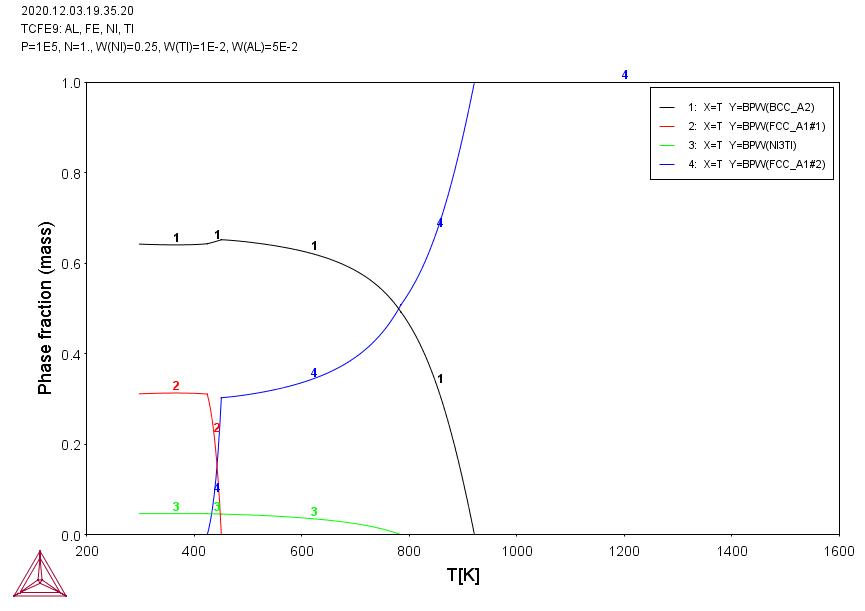 2020.12.03.19.35.20
TCFE9: AL, FE, NI, TI
P=1E5, N=1., W(NI)=0.25, W(TI)=1E-2, W(AL)=5E-2
4
1: X=T Y=BPW(BCC_A2)
2: X=T Y=BPW(FCC_A1#1)
3: X=T Y=BPW(NI3TI)
4: X=T Y=BPW(FCC_A1#2)
Phase fraction (mass)
1.0
0.8
0.6
0.4
0.2
0.0
1 1 1
4
4
1
2
2
4
3 3 3
200 400 600 800 1000 1200 1400 1600
T[K]